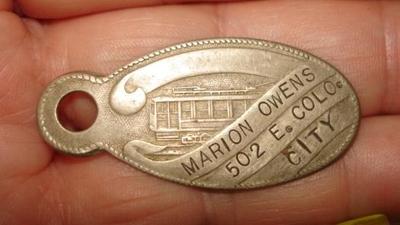 MARION OWENS
502 E. COLO.
CITY